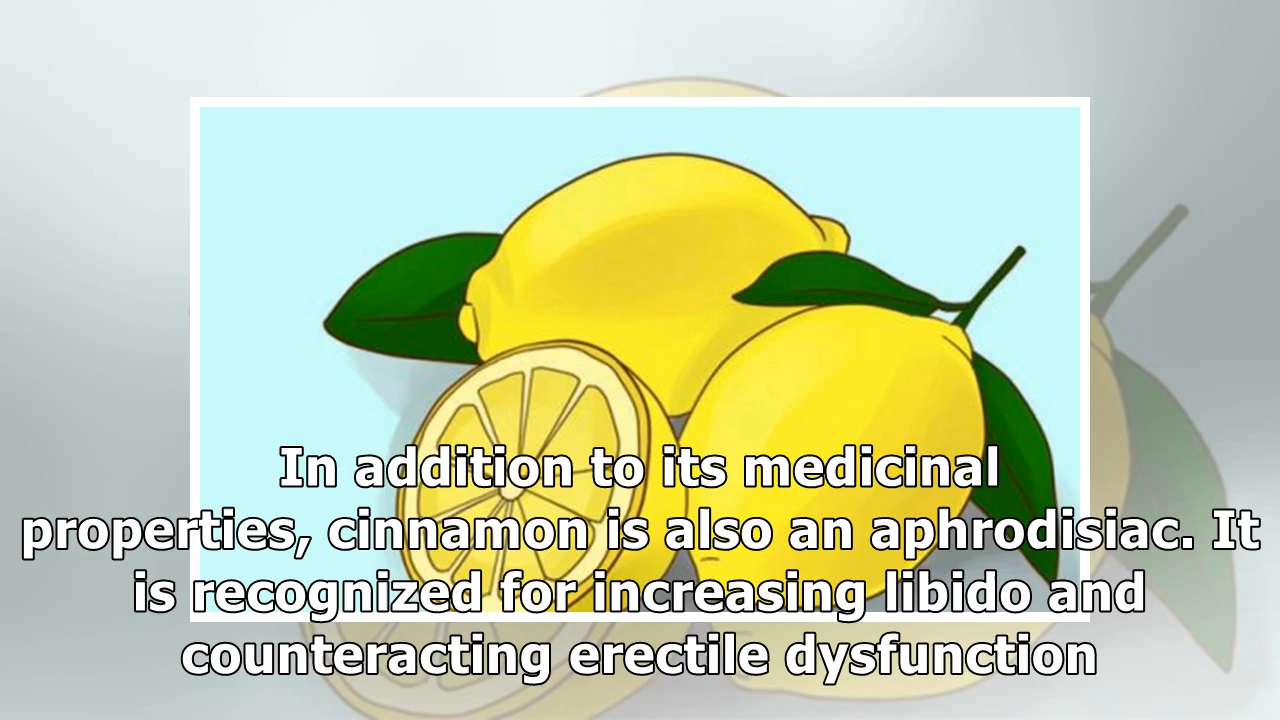 In addition to its medicinal
properties, cinnamon is also an aphrodisiac. It
is recognized for increasing libido and
counteracting erectile dysfunction